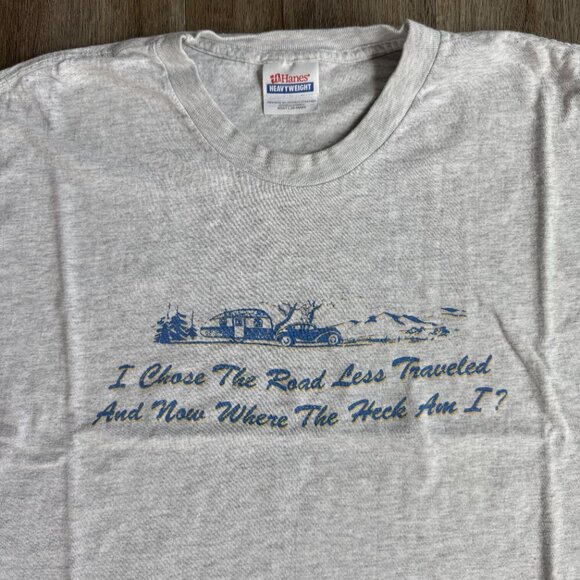 Hanes
HEAVYWEIGHT
I Chose The Road Less Traveled
And Now Where The Heck Am I?